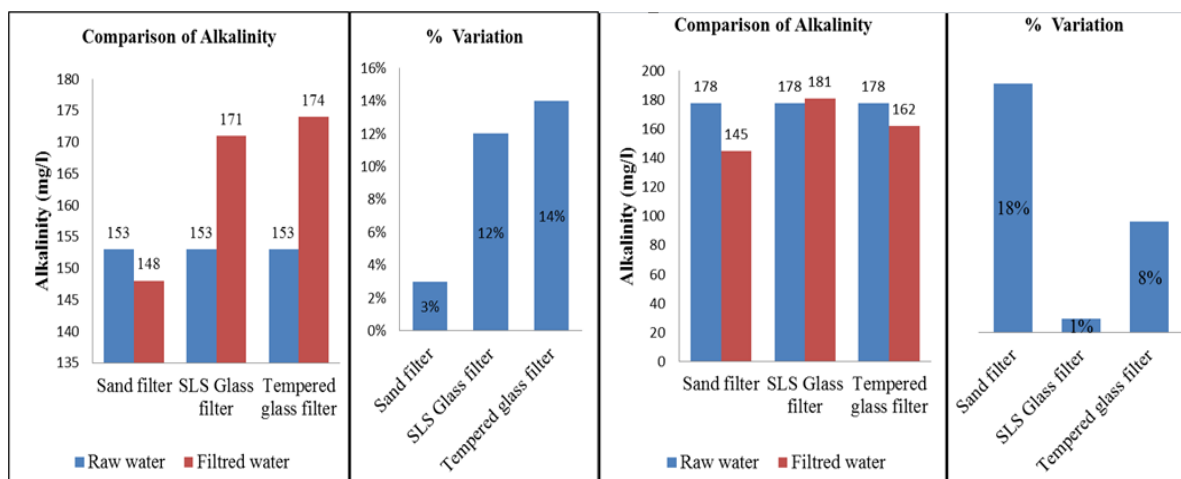 Comparison of Alkalinity
Alkalinity (mg/l)
180
175
170
165
160
155
150
145
140
135
153
148
153
171
153
174
Sand filter
SLS Glass
filter
Tempered
glass filter
Raw water
Filtred water
% Variation
16%
14%
12%
10%
8%
6%
4%
2%
0%
3%
12%
14%
Sand filter
SLS Glass filter
Tempered glass filter
Comparison of Alkalinity
Alkalinity (mg/l)
200
180
160
140
120
100
80
60
40
20
0
178
145
178
181
178
162
Sand filter
SLS Glass
filter
Tempered
glass filter
Raw water
Filtred water
% Variation
18%
1%
8%
Sand filter
SLS Glass filter
Tempered glass filter